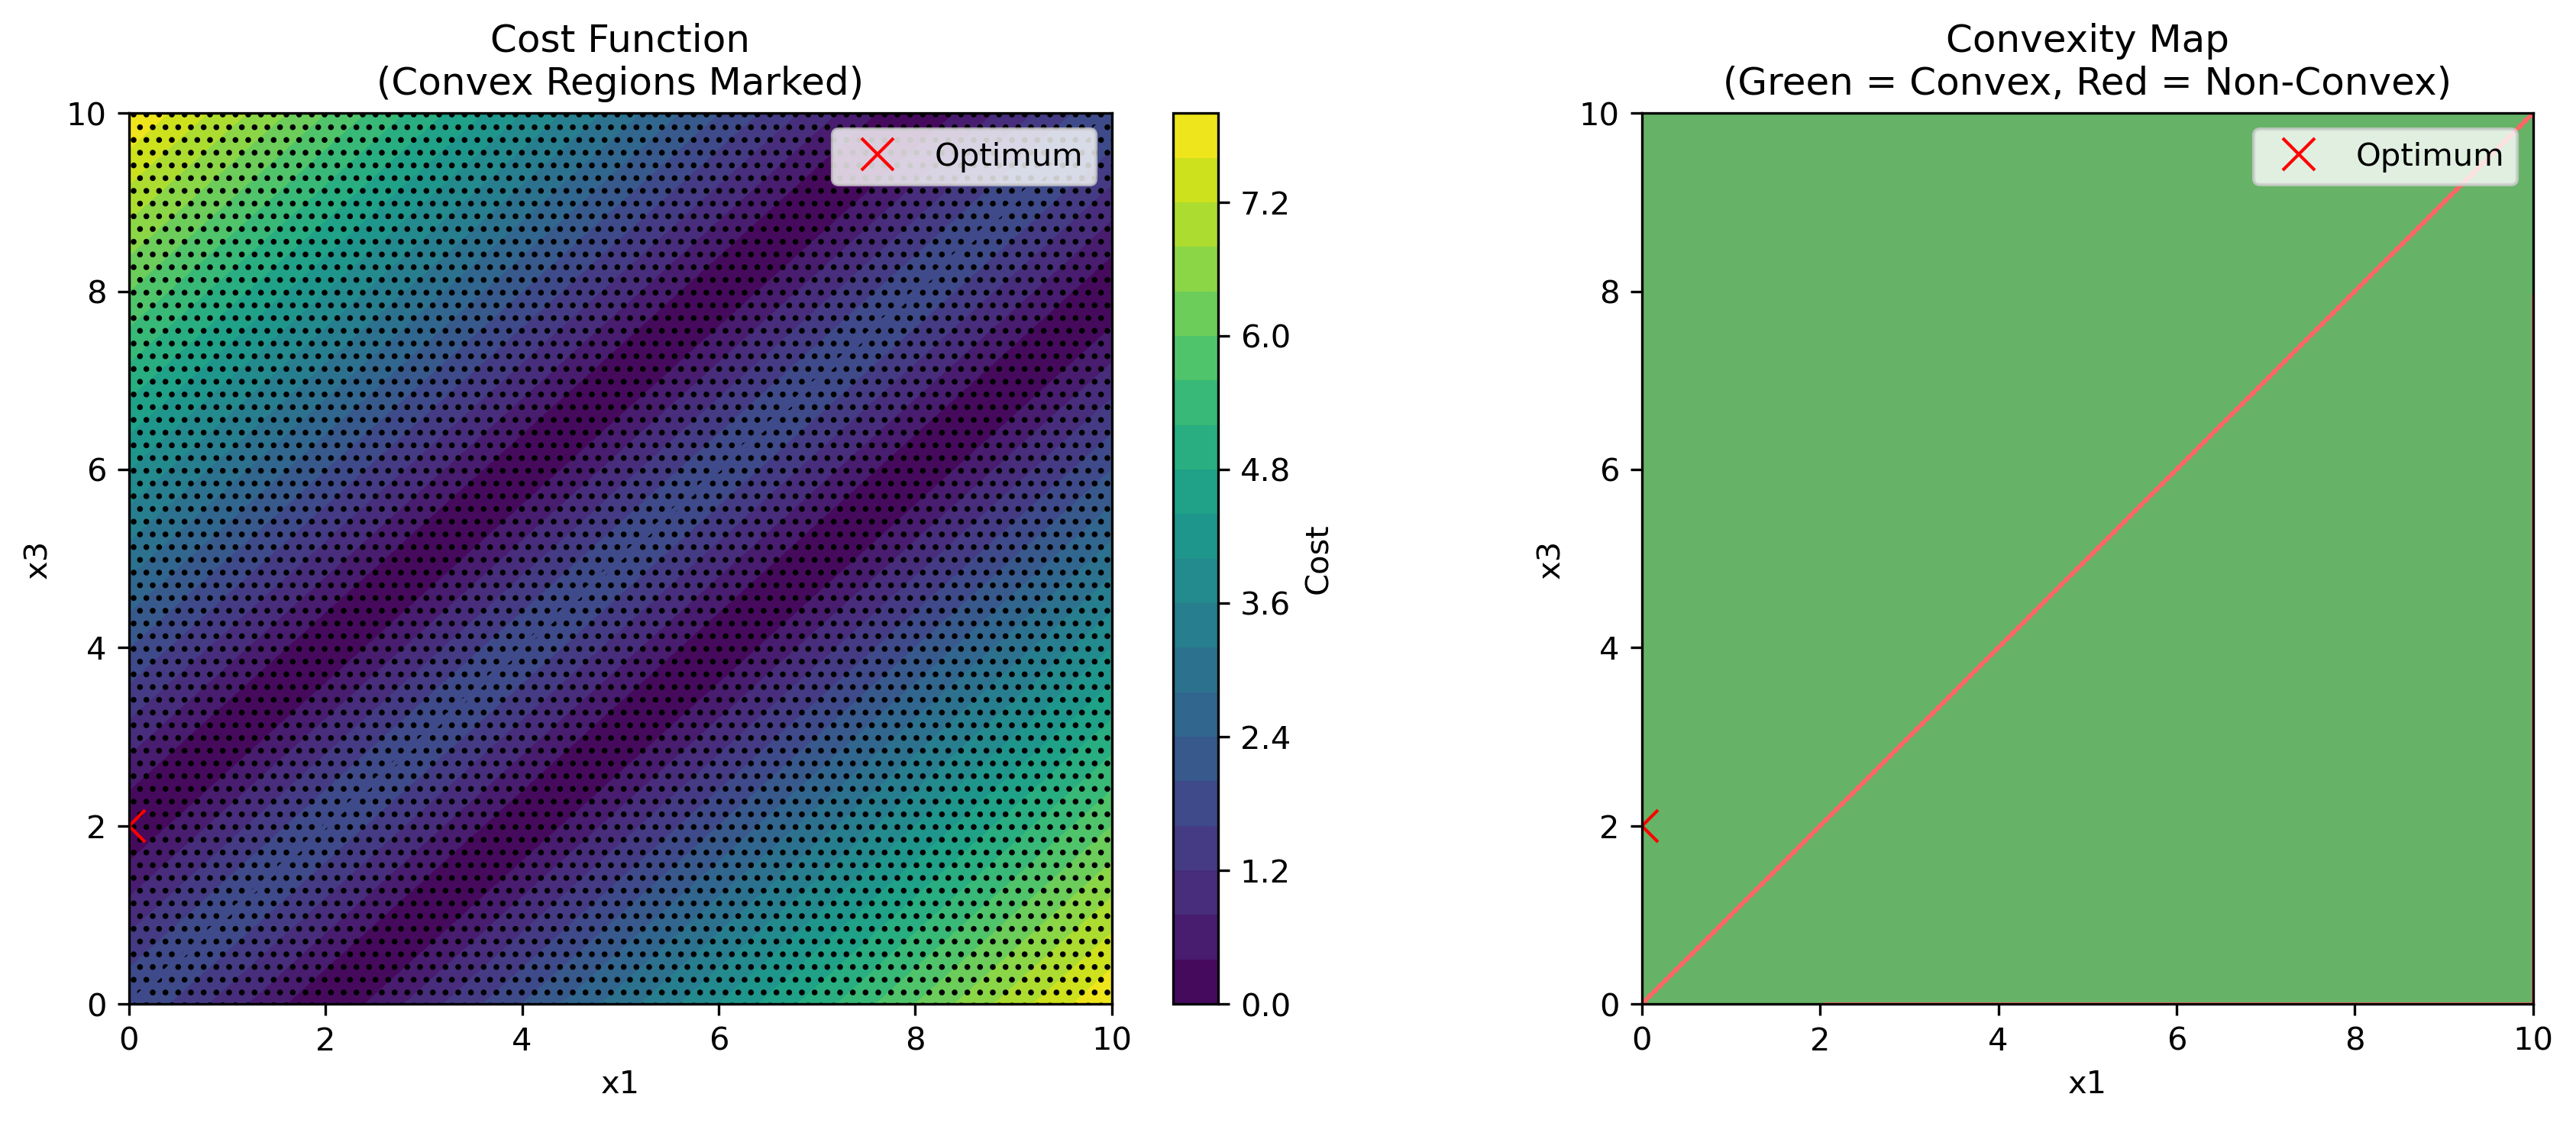 Cost Function
(Convex Regions Marked)
Optimum
10
8
6
4
2
0
x3
0 2 4 6 8 10
x1
7.2
6.0
4.8
3.6
2.4
1.2
0.0
Cost
Convexity Map
(Green = Convex, Red = Non-Convex)
Optimum
10
8
6
4
2
0
x3
0 2 4 6 8 10
x1